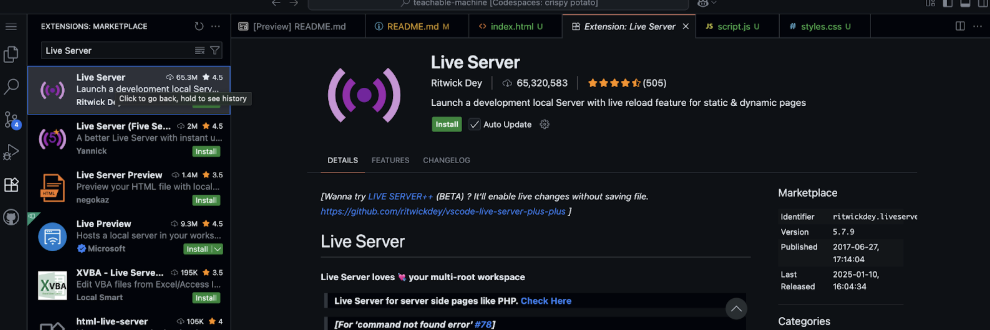 teachable-machine [Codespaces: crispy potato]
EXTENSIONS: MARKETPLACE
Live Server
Live Server 65.3M 4.5
Launch a development local Serv...
Ritwick De
Click to go back, hold to see history
Live Server (Five Se... 2M 4.5
A better Live Server with instant u...
Yannick Install
Live Server Preview 1.4M 3.5
Preview your HTML file with local...
negokaz Install
Live Preview 9.3M 4.5
Hosts a local server in your works...
Microsoft Install
XVBA - Live Serve... 195K 3.5
Edit VBA files from Excel/Access I...
Local Smart Install
html-live-server 106K 4
4
HTML
XVBA
[Preview] README.md
README.md M
index.html U
Extension: Live Server
JS script.js U
# styles.css U
Live Server
Ritwick Dey 65,320,583 (505)
Launch a development local Server with live reload feature for static & dynamic pages
Install Auto Update
DETAILS FEATURES CHANGELOG
[Wanna try LIVE SERVER++ (BETA) ? It'll enable live changes without saving file.
https://github.com/ritwickdey/vscode-live-server-plus-plus ]
Live Server
Live Server loves 💘 your multi-root workspace
Live Server for server side pages like PHP. Check Here
[For 'command not found error' #78]
Marketplace
Identifier ritwickdey.liveserve
Version 5.7.9
Published 2017-06-27,
17:14:04
Last 2025-01-10,
Released 16:04:34
Categories